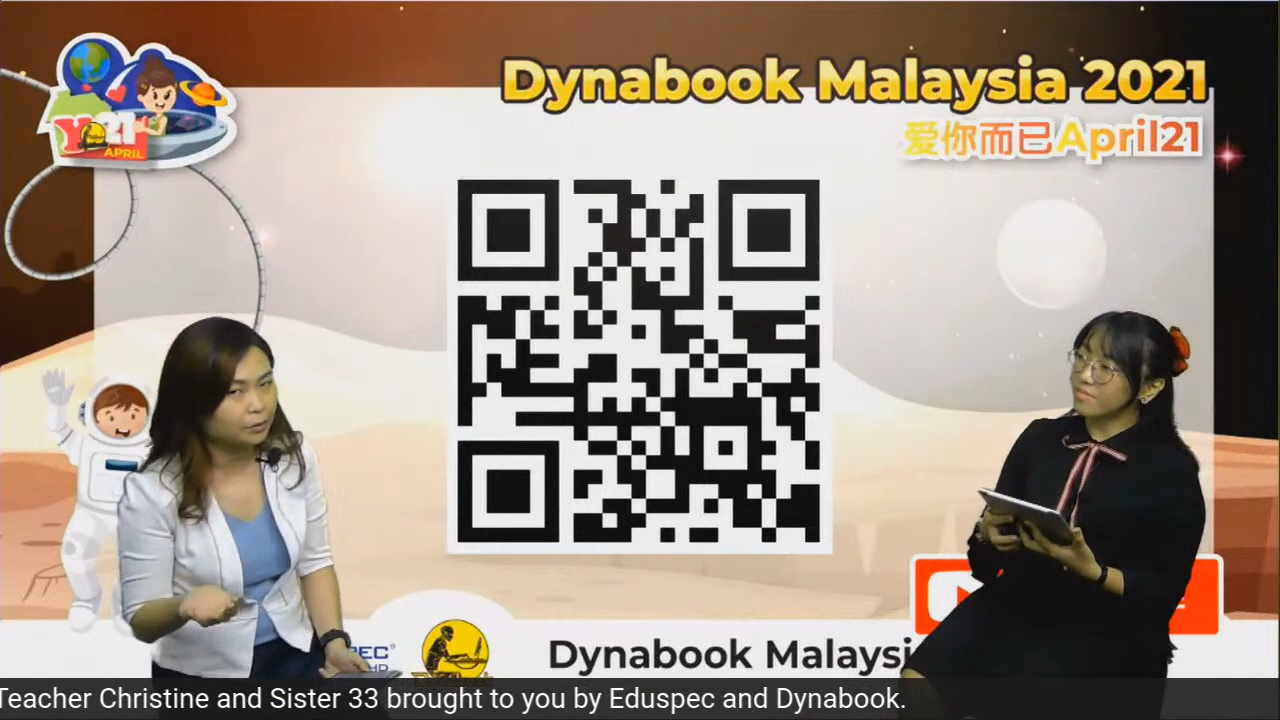 Dynabook Malaysia 2021
爱你而已April21
21
APRIL
Dynabook Malaysi
Teacher Christine and Sister 33 brought to you by Eduspec and Dynabook.